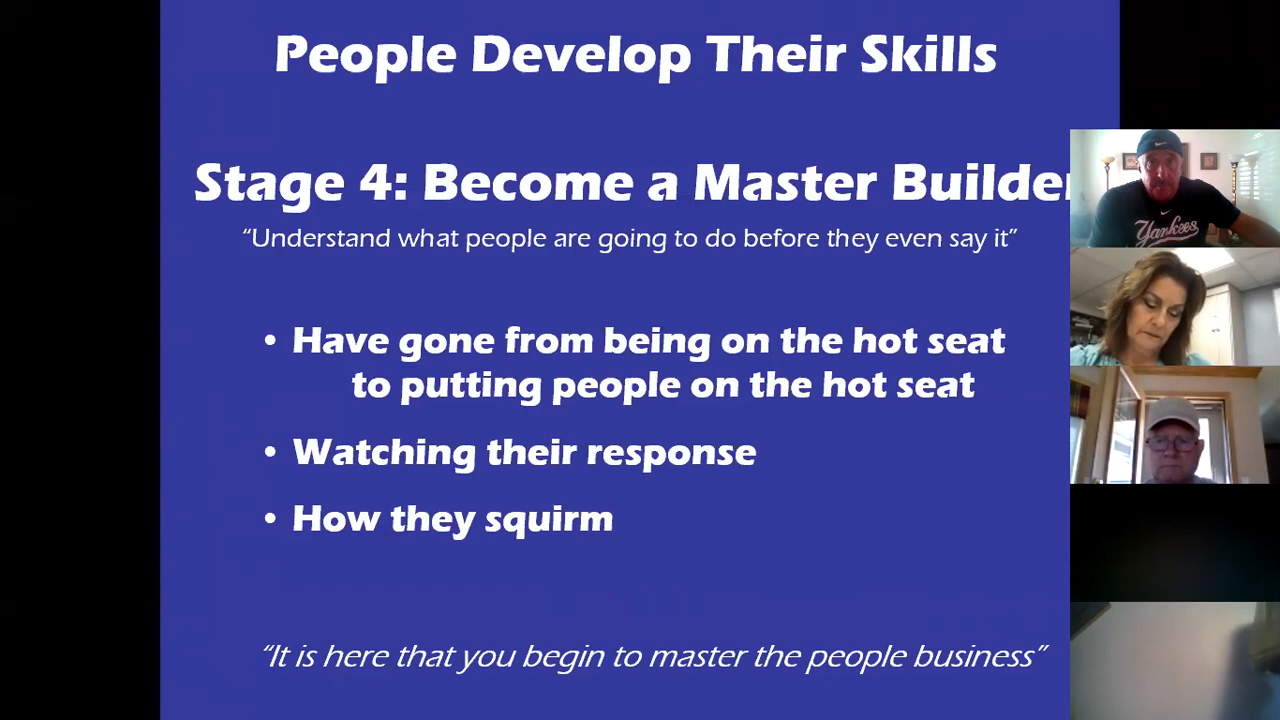 People Develop Their Skills
Stage 4: Become a Master Builder
“Understand what people are going to do before they even say it”
• Have gone from being on the hot seat
to putting people on the hot seat
• Watching their response
• How they squirm
“It is here that you begin to master the people business”
Yankees